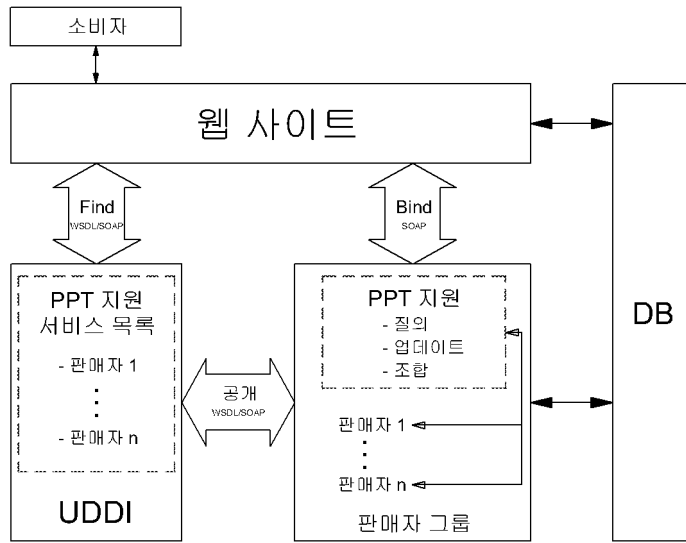 소비자
웹 사이트
Find
WSDL/SOAP
Bind
SOAP
PPT 지원
서비스 목록
- 판매자 1
- 판매자 n
UDDI
공개
WSDL/SOAP
PPT 지원
- 질의
- 업데이트
- 조합
판매자 1
판매자 n
판매자 그룹
DB